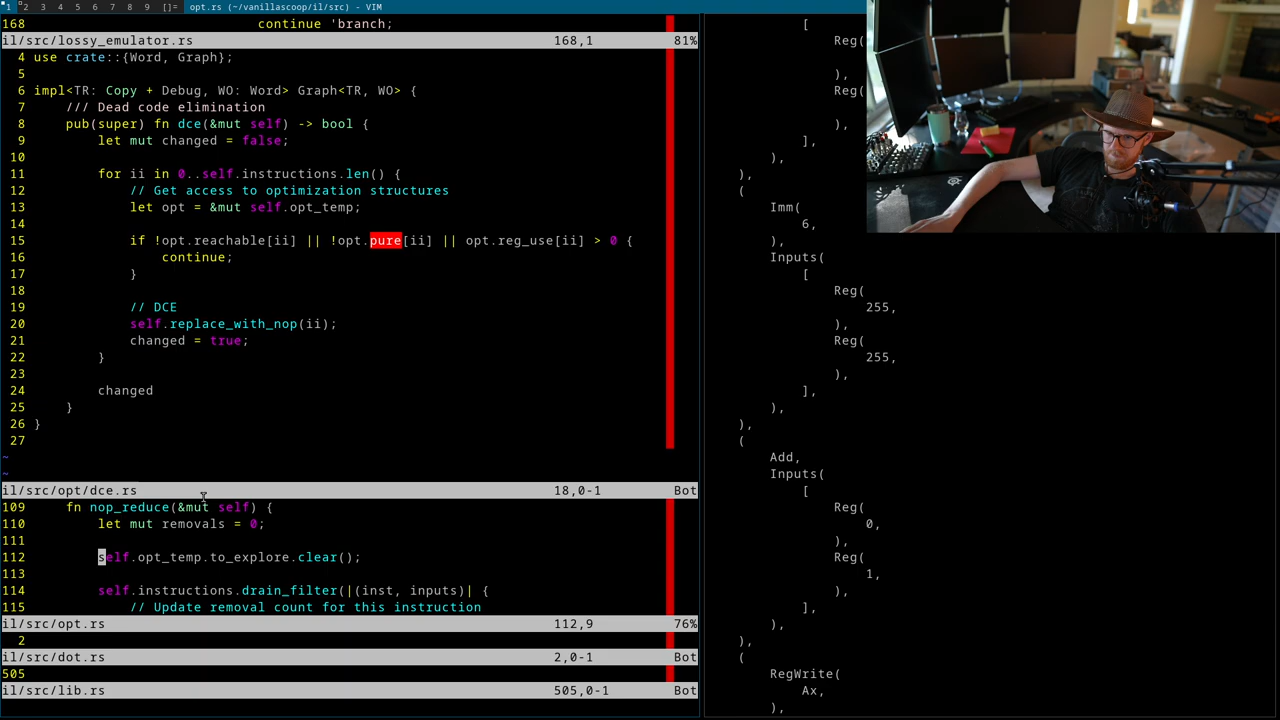 1 2 3 4 5 6 7 8 9 []= opt.rs (~/vanillascoop/il/src) - VIM
168 continue 'branch;
il/src/lossy_emulator.rs 168,1 81%
4 use crate::{Word, Graph};
5
6 impl<TR: Copy + Debug, WO: Word> Graph<TR, WO> {
7 /// Dead code elimination
8 pub(super) fn dce(&mut self) -> bool {
9 let mut changed = false;
10
11 for ii in 0..self.instructions.len() {
12 // Get access to optimization structures
13 let opt = &mut self.opt_temp;
14
15 if !opt.reachable[ii] || !opt.pure[ii] || opt.reg_use[ii] > 0 {
16 continue;
17 }
18
19 // DCE
20 self.replace_with_nop(ii);
21 changed = true;
22 }
23
24 changed
25 }
26 }
27
~
~
il/src/opt/dce.rs 18,0-1 Bot
109 fn nop_reduce(&mut self) {
110 let mut removals = 0;
111
112 self.opt_temp.to_explore.clear();
113
114 self.instructions.drain_filter(|(inst, inputs)| {
115 // Update removal count for this instruction
il/src/opt.rs 112,9 76%
2
il/src/dot.rs 2,0-1 Bot
505
il/src/lib.rs 505,0-1 Bot
[
Reg(
),
Reg(
),
],
),
),
(
Imm(
6,
),
Inputs(
[
Reg(
255,
),
Reg(
255,
),
],
),
),
(
Add,
Inputs(
[
Reg(
0,
),
Reg(
1,
),
],
),
),
(
RegWrite(
Ax,
),